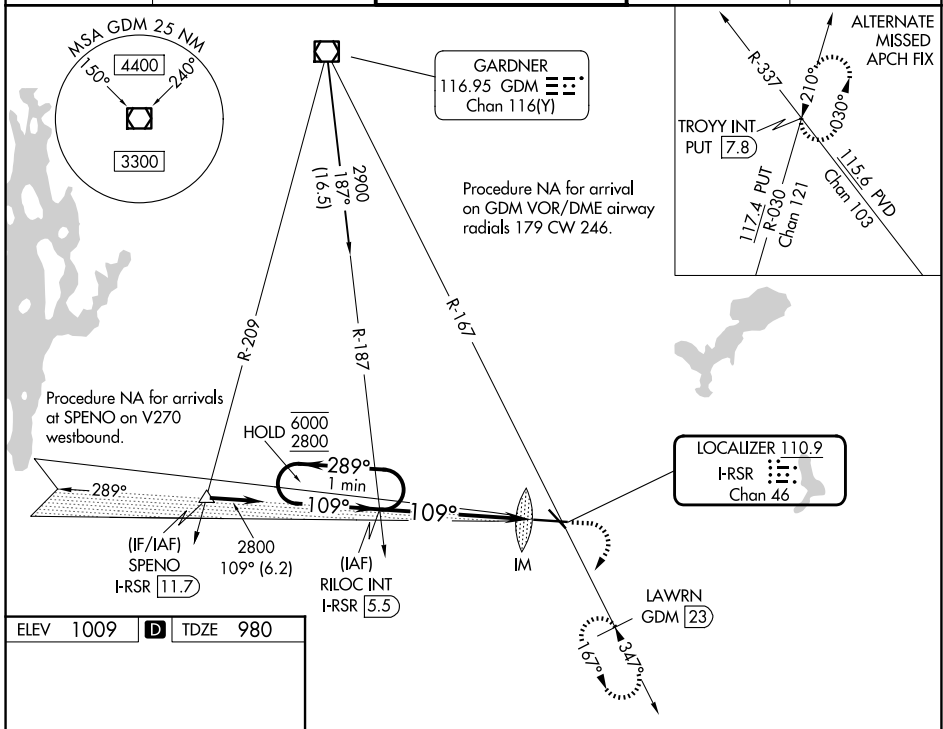 MSA GDM 25 NM
4400
150°
240°
3300
GARDNER
116.95 GDM
Chan 116(Y)
ALTERNATE
MISSED
APCH FIX
R-337
210°
030°
TROYY INT
PUT 7.8
117.4 PUT
R-030
Chan 121
115.6 PVD
Chan 103
2900
187°
(16.5)
Procedure NA for arrival
on GDM VOR/DME airway
radials 179 CW 246.
R-209
R-187
R-167
Procedure NA for arrivals
at SPENO on V270
westbound.
HOLD
6000
2800
289°
1 min
109°
109°
289°
LOCALIZER 110.9
I-RSR
Chan 46
(IF/IAF)
SPENO
I-RSR 11.7
2800
109° (6.2)
(IAF)
RILOC INT
I-RSR 5.5
IM
LAWRN
GDM 23
167°
347°
ELEV 1009 D TDZE 980